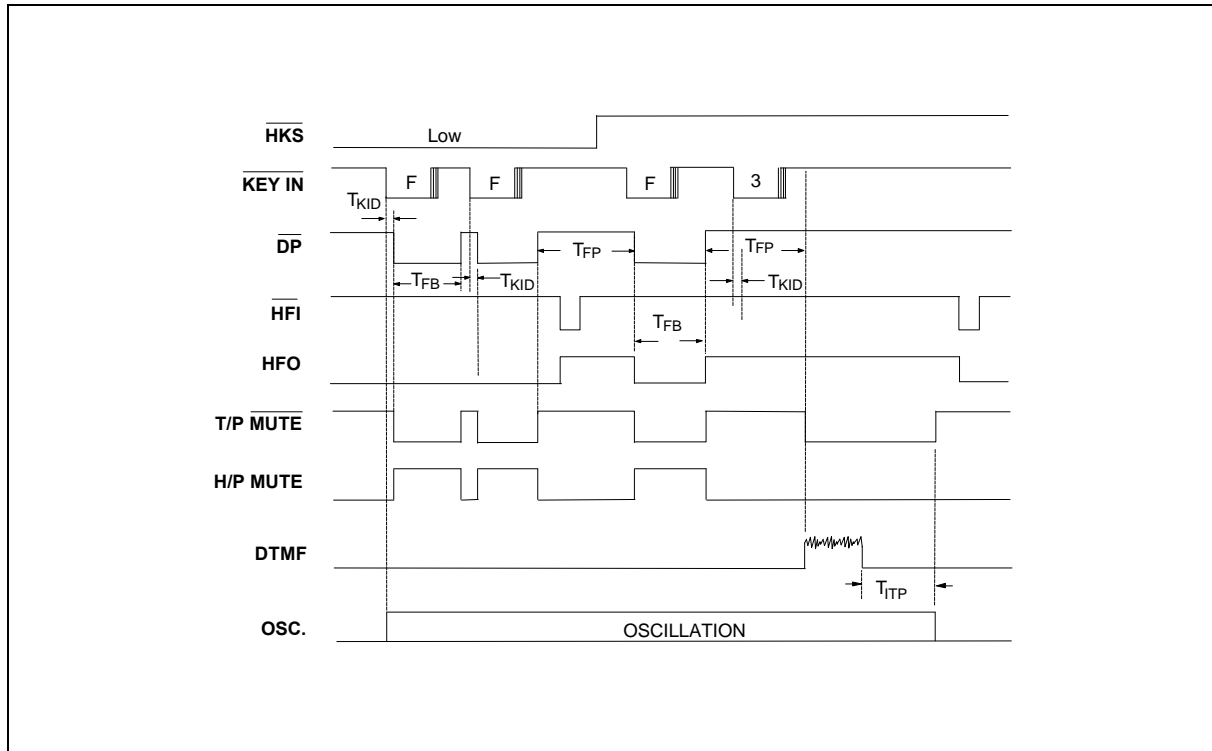 HKS Low
KEY IN F F F 3
TKID
DP TFP TFP
TFB TKID TKID
HFI
TFB
HFO
T/P MUTE
H/P MUTE
DTMF
TITP
OSC. OSCILLATION